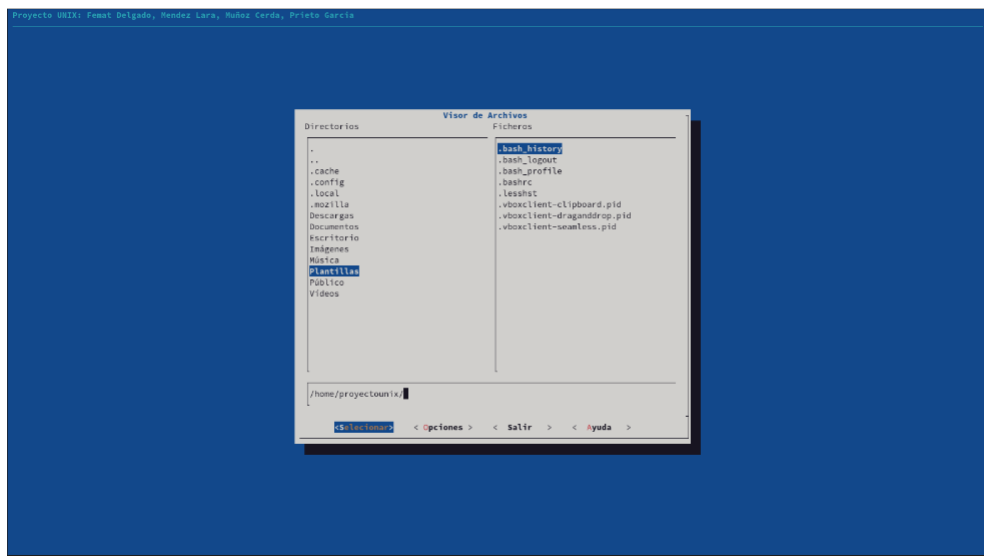 Proyecto UNIX: Femat Delgado, Mendez Lara, Muñoz Cerda, Prieto García
Visor de Archivos
Directorios
Ficheros
.
..
.cache
.config
.local
.mozilla
Descargas
Documentos
Escritorio
Imágenes
Música
Plantillas
Público
Vídeos
.bash_history
.bash_logout
.bash_profile
.bashrc
.lesshst
.vboxclient-clipboard.pid
.vboxclient-draganddrop.pid
.vboxclient-seamless.pid
/home/proyectounix/
<Selecionar> < Opciones > < Salir > < Ayuda >